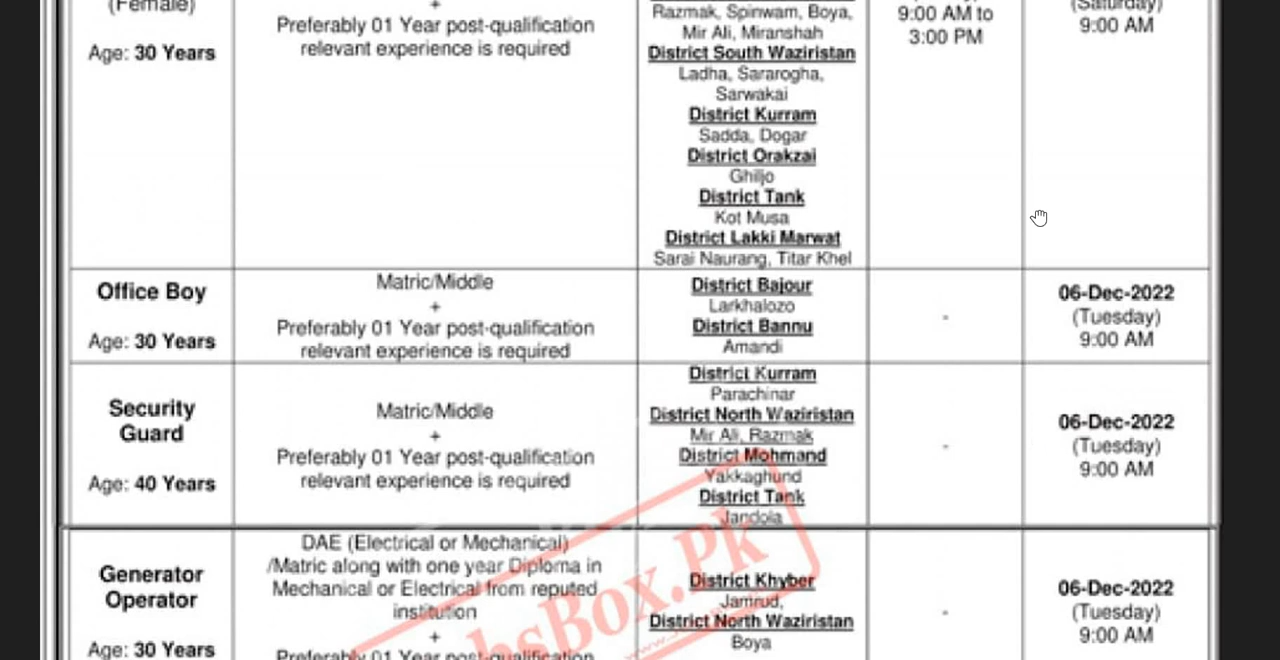 (Female)
Age: 30 Years
+
Preferably 01 Year post-qualification
relevant experience is required
Razmak, Spinwam, Boya,
Mir Ali, Miranshah
District South Waziristan
Ladha, Sararogha,
Sarwakai
District Kurram
Sadda, Dogar
District Orakzai
Ghiljo
District Tank
Kot Musa
District Lakki Marwat
Sarai Naurang, Titar Khel
9:00 AM to
3:00 PM
(Saturday)
9:00 AM
Office Boy
Age: 30 Years
Matric/Middle
+
Preferably 01 Year post-qualification
relevant experience is required
District Bajour
Larkhalozo
District Bannu
Amandi
-
06-Dec-2022
(Tuesday)
9:00 AM
Security
Guard
Age: 40 Years
Matric/Middle
+
Preferably 01 Year post-qualification
relevant experience is required
District Kurram
Parachinar
District North Waziristan
Mir Ali, Razmak
District Mohmand
Yakkaghund
District Tank
Jandola
-
06-Dec-2022
(Tuesday)
9:00 AM
Generator
Operator
Age: 30 Years
DAE (Electrical or Mechanical)
/Matric along with one year Diploma in
Mechanical or Electrical from reputed
institution
+
Preferably 01 Year post-qualification
District Khyber
Jamrud,
District North Waziristan
Boya
-
06-Dec-2022
(Tuesday)
9:00 AM
bsBox.Pk